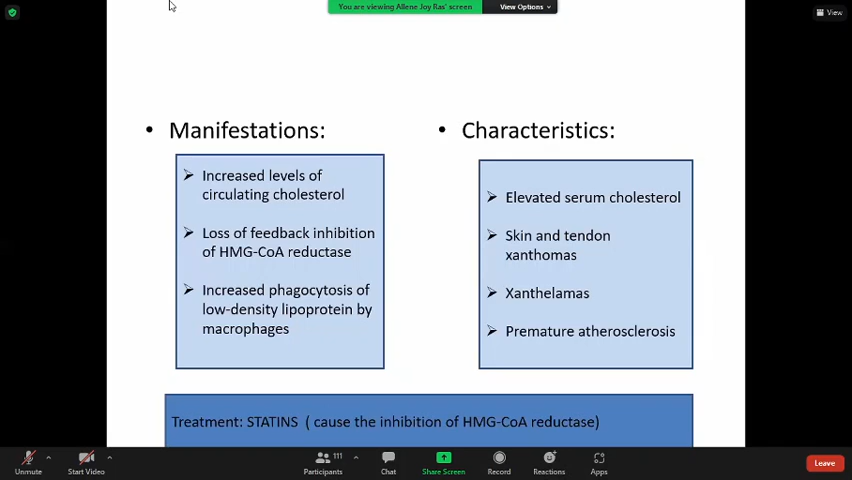 You are viewing Allene Joy Ras' screen
View Options
View
• Manifestations:
➢ Increased levels of
circulating cholesterol
➢ Loss of feedback inhibition
of HMG-CoA reductase
➢ Increased phagocytosis of
low-density lipoprotein by
macrophages
• Characteristics:
➢ Elevated serum cholesterol
➢ Skin and tendon
xanthomas
➢ Xanthelamas
➢ Premature atherosclerosis
Treatment: STATINS ( cause the inhibition of HMG-CoA reductase)
Unmute
Start Video
111
Participants
Chat
Share Screen
Record
Reactions
Apps
Leave